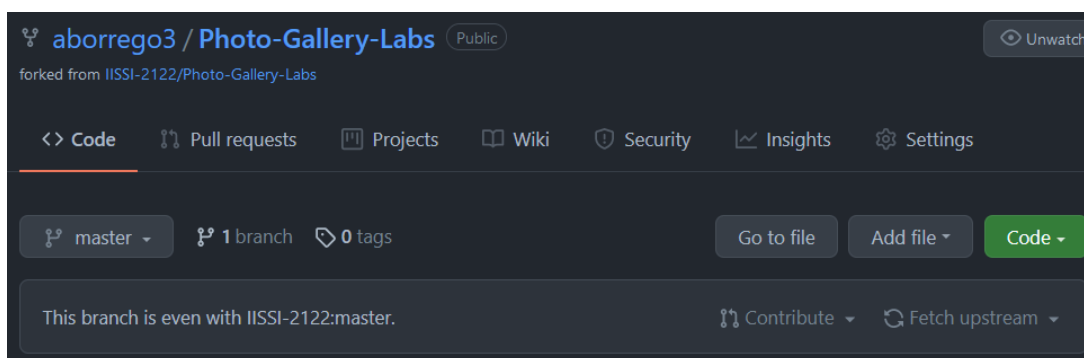 aborrego3 / Photo-Gallery-Labs Public Unwatch
forked from IISSI-2122/Photo-Gallery-Labs
<> Code Pull requests Projects Wiki Security Insights Settings
master 1 branch 0 tags Go to file Add file Code
This branch is even with IISSI-2122:master. Contribute Fetch upstream